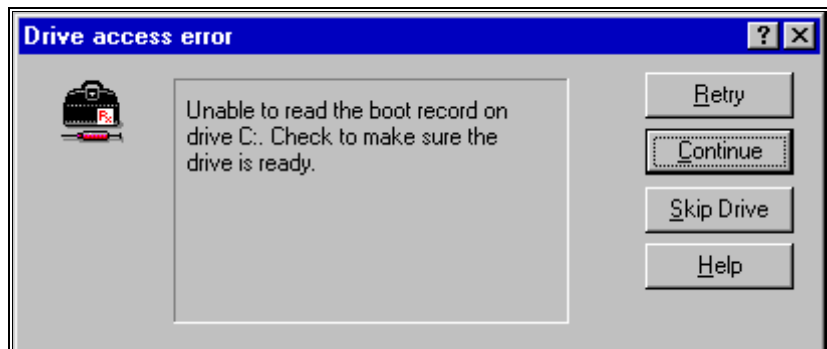 Drive access error
Unable to read the boot record on
drive C:. Check to make sure the
drive is ready.
Rx
Retry
Continue
Skip Drive
Help